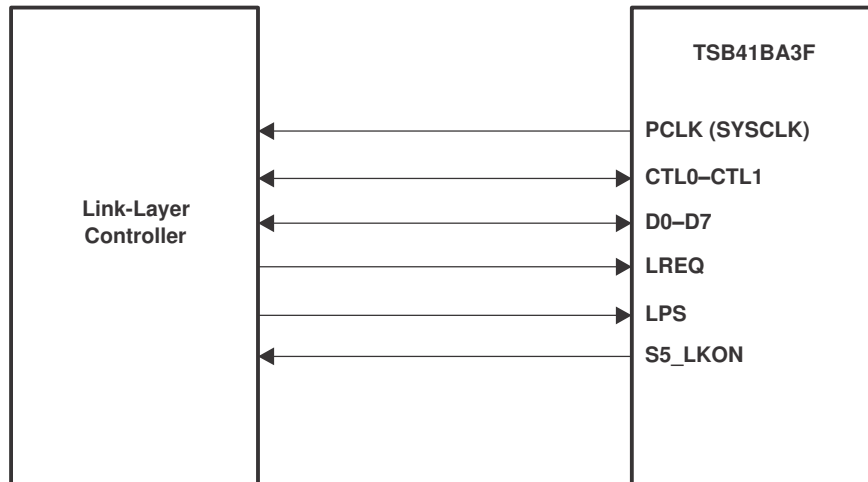 TSB41BA3F
PCLK (SYSCLK)
CTL0–CTL1
Link-Layer
Controller
D0–D7
LREQ
LPS
S5_LKON